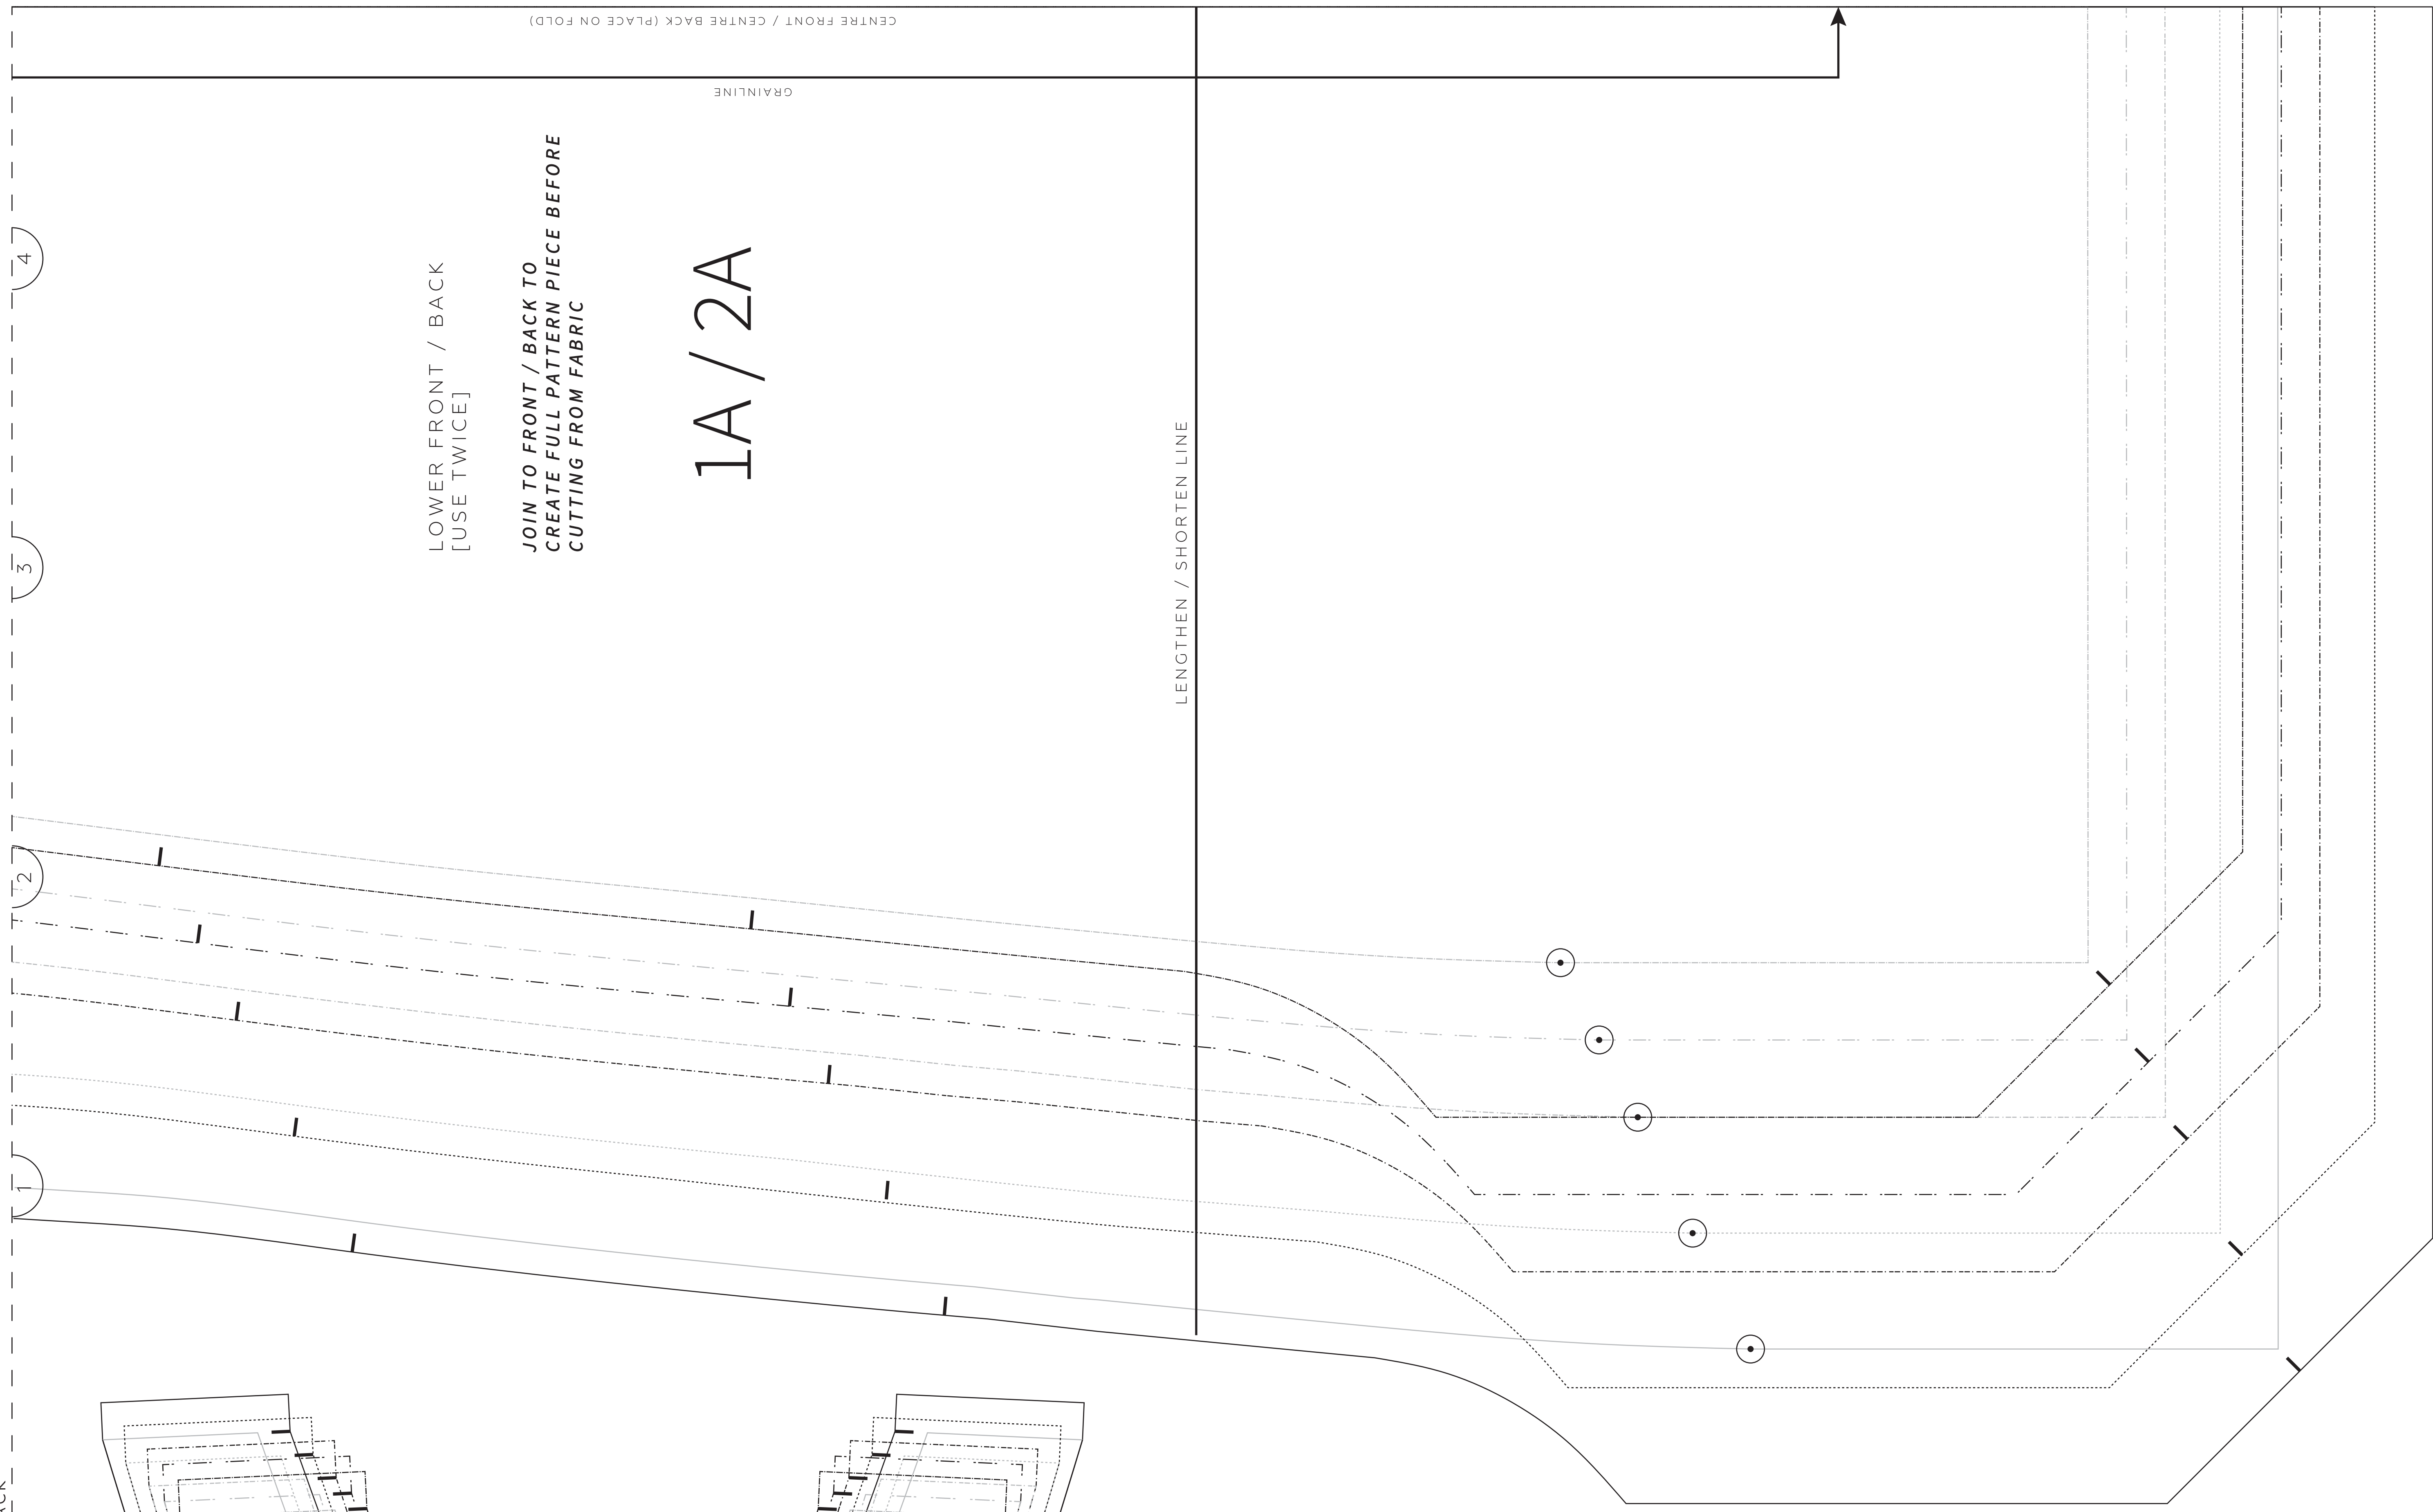 CENTRE FRONT / CENTRE BACK (PLACE ON FOLD)
GRAINLINE
LOWER FRONT / BACK
[USE TWICE]
JOIN TO FRONT / BACK TO
CREATE FULL PATTERN PIECE BEFORE
CUTTING FROM FABRIC
1A / 2A
LENGTHEN / SHORTEN LINE
4
3
2
1